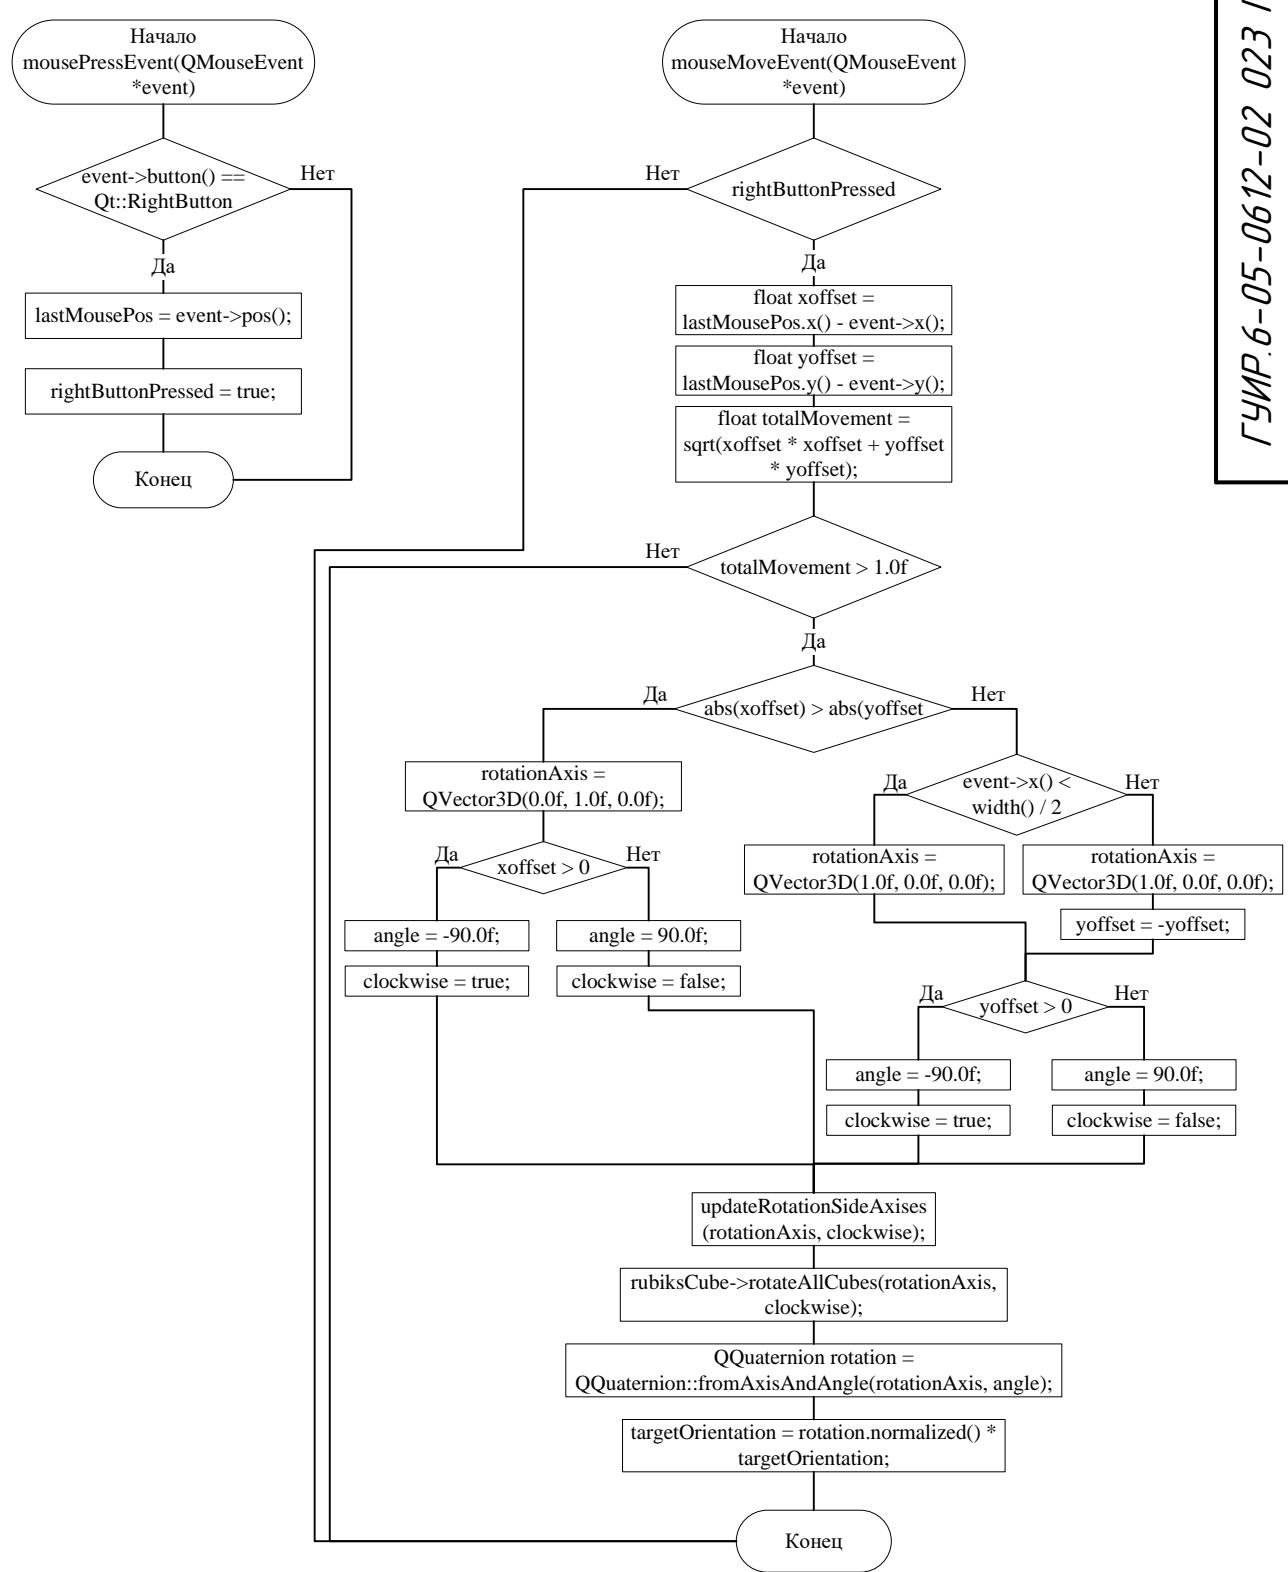 Начало
mousePressEvent(QMouseEvent
*event)
event->button() ==
Qt::RightButton
Нет
Да
lastMousePos = event->pos();
rightButtonPressed = true;
Конец
Начало
mouseMoveEvent(QMouseEvent
*event)
Нет
rightButtonPressed
Да
float xoffset =
lastMousePos.x() - event->x();
float yoffset =
lastMousePos.y() - event->y();
float totalMovement =
sqrt(xoffset * xoffset + yoffset
* yoffset);
Нет
totalMovement > 1.0f
Да
Да
abs(xoffset) > abs(yoffset
Нет
rotationAxis =
QVector3D(0.0f, 1.0f, 0.0f);
Да
xoffset > 0
Нет
angle = -90.0f;
clockwise = true;
angle = 90.0f;
clockwise = false;
Да
event->x() <
width() / 2
Нет
rotationAxis =
QVector3D(1.0f, 0.0f, 0.0f);
rotationAxis =
QVector3D(1.0f, 0.0f, 0.0f);
yoffset = -yoffset;
Да
yoffset > 0
Нет
angle = -90.0f;
clockwise = true;
angle = 90.0f;
clockwise = false;
updateRotationSideAxises
(rotationAxis, clockwise);
rubiksCube->rotateAllCubes(rotationAxis,
clockwise);
QQuaternion rotation =
QQuaternion::fromAxisAndAngle(rotationAxis, angle);
targetOrientation = rotation.normalized() *
targetOrientation;
Конец
ГУИР.6-05-0612-02 023